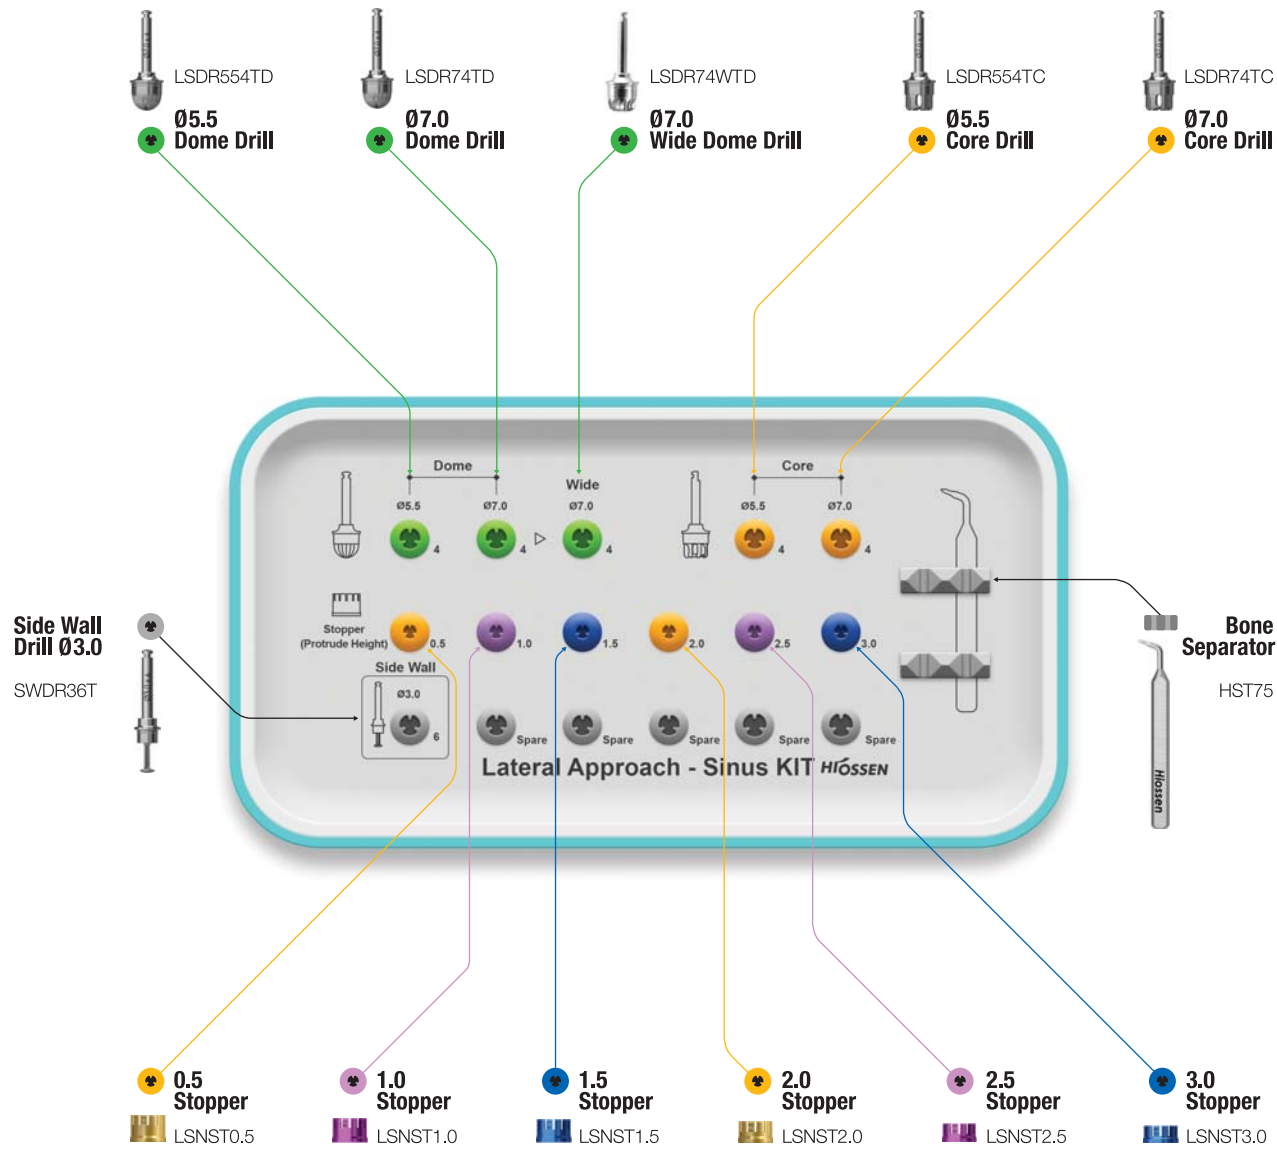 LSDR554TD
Ø5.5
Dome Drill
LSDR74TD
Ø7.0
Dome Drill
LSDR74WTD
Ø7.0
Wide Dome Drill
LSDR554TC
Ø5.5
Core Drill
LSDR74TC
Ø7.0
Core Drill
Dome
Wide
Core
Ø5.5
Ø7.0
Ø7.0
Ø5.5
Ø7.0
4
4
4
4
4
Stopper
(Protrude Height)
0.5
1.0
1.5
2.0
2.5
3.0
Side Wall
Ø3.0
6
Spare
Spare
Spare
Spare
Spare
Lateral Approach - Sinus KIT HIOSSEN
Side Wall
Drill Ø3.0
SWDR36T
Bone
Separator
HST75
Hiossen
0.5
Stopper
LSNST0.5
1.0
Stopper
LSNST1.0
1.5
Stopper
LSNST1.5
2.0
Stopper
LSNST2.0
2.5
Stopper
LSNST2.5
3.0
Stopper
LSNST3.0